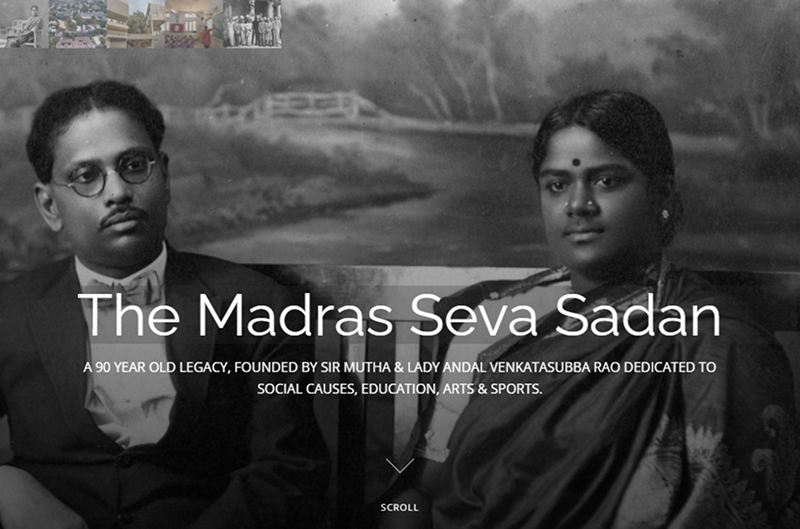 The Madras Seva Sadan
A 90 YEAR OLD LEGACY, FOUNDED BY SIR MUTHA & LADY ANDAL VENKATASUBBA RAO DEDICATED TO
SOCIAL CAUSES, EDUCATION, ARTS & SPORTS.
SCROLL